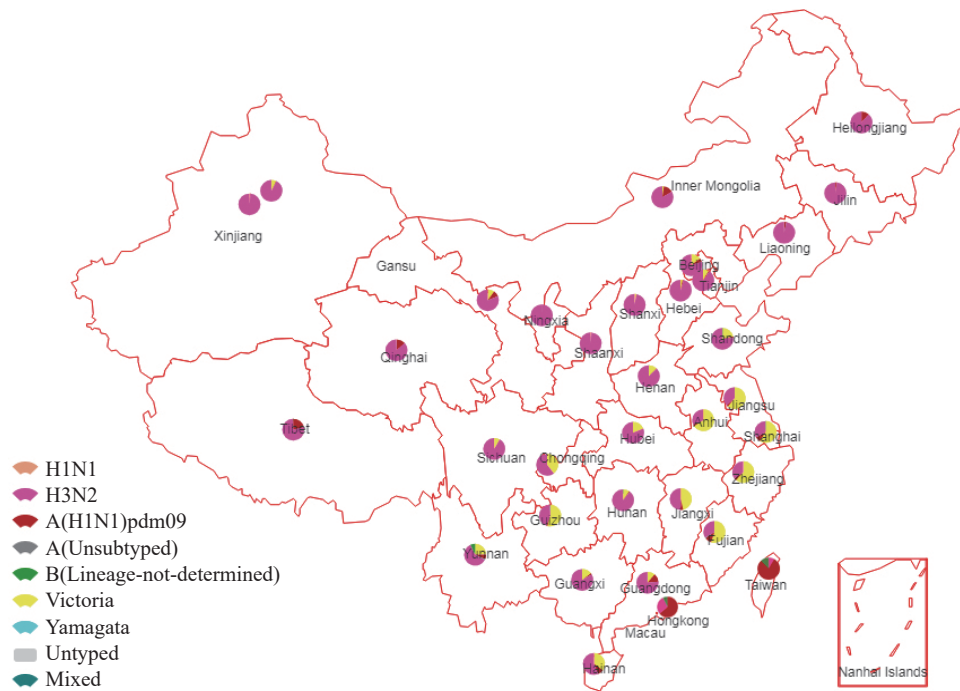 Heilongjiang
Inner Mongolia
Jilin
Xinjiang
Liaoning
Gansu
Beijing
Tianjin
Hebei
Shanxi
Ningxia
Shandong
Shaanxi
Qinghai
Henan
Jiangsu
Tibet
Anhui
Shanghai
Hubei
Sichuan
Chongqing
Zhejiang
Hunan
Jiangxi
Guizhou
Fujian
Yunnan
Guangxi
Guangdong
Taiwan
Hongkong
Macau
Hainan
Nanhai Islands
H1N1
H3N2
A(H1N1)pdm09
A(Unsubtyped)
B(Lineage-not-determined)
Victoria
Yamagata
Untyped
Mixed